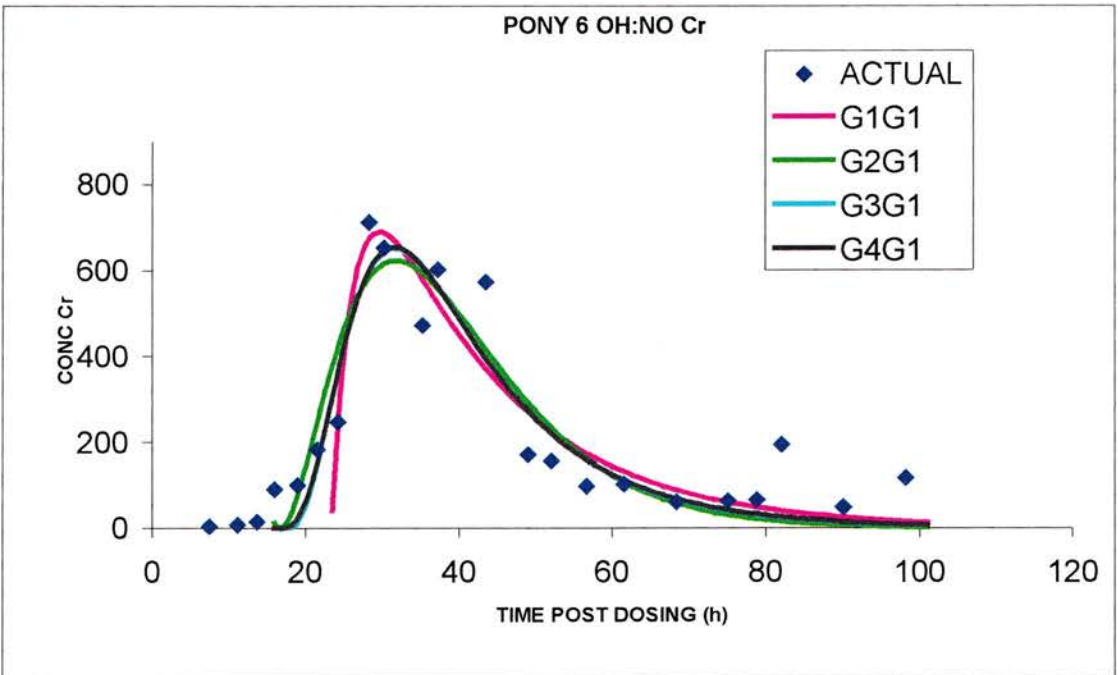 PONY 6 OH:NO Cr
ACTUAL
G1G1
G2G1
G3G1
G4G1
CONC Cr
800
600
400
200
0
0 20 40 60 80 100 120
TIME POST DOSING (h)